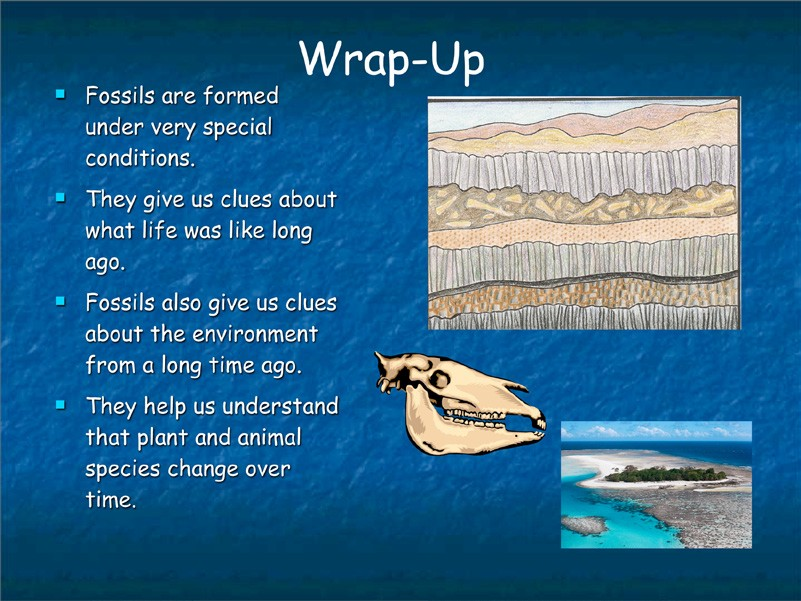 Wrap-Up
Fossils are formed
under very special
conditions.
They give us clues about
what life was like long
ago.
Fossils also give us clues
about the environment
from a long time ago.
They help us understand
that plant and animal
species change over
time.